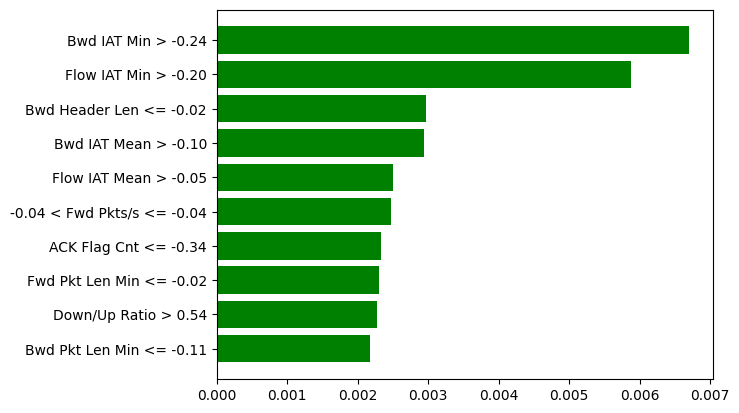 Bwd IAT Min > -0.24
Flow IAT Min > -0.20
Bwd Header Len <= -0.02
Bwd IAT Mean > -0.10
Flow IAT Mean > -0.05
-0.04 < Fwd Pkts/s <= -0.04
ACK Flag Cnt <= -0.34
Fwd Pkt Len Min <= -0.02
Down/Up Ratio > 0.54
Bwd Pkt Len Min <= -0.11
0.000 0.001 0.002 0.003 0.004 0.005 0.006 0.007